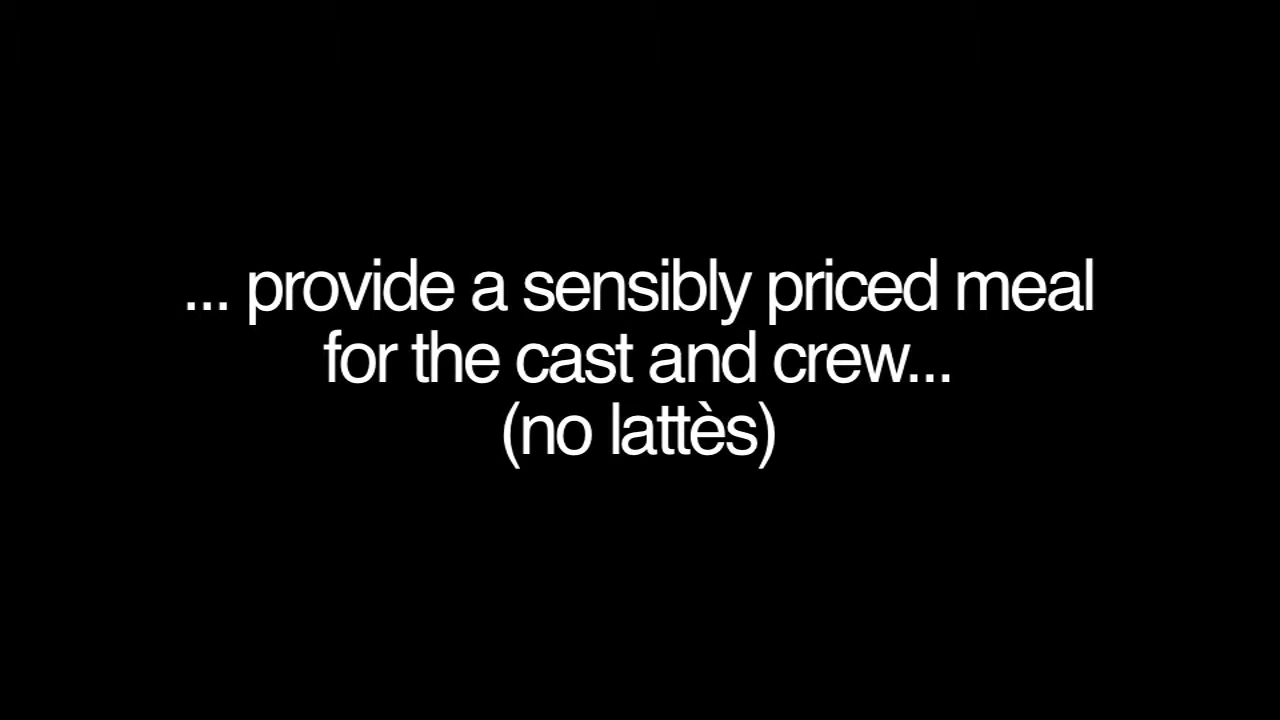 ... provide a sensibly priced meal
for the cast and crew...
(no lattès)